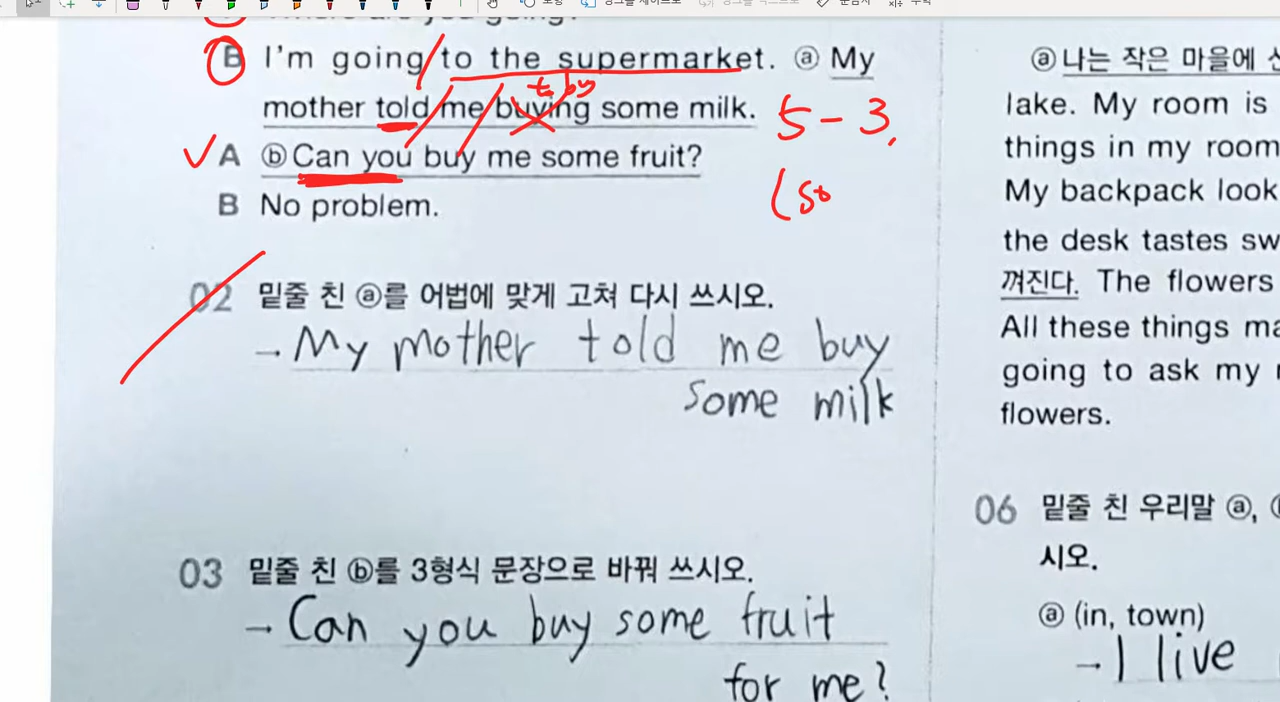 B I'm going to the supermarket. ⓐ My
to by
mother told me buying some milk.
5-3.
A ⓑ Can you buy me some fruit?
(so
B No problem.
02 밑줄 친 ⓐ를 어법에 맞게 고쳐 다시 쓰시오.
→ My mother told me buy
some milk
03 밑줄 친 ⓑ를 3형식 문장으로 바꿔 쓰시오.
→ Can you buy some fruit
for me?
ⓐ 나는 작은 마을에
lake. My room is
things in my room
My backpack look
the desk tastes sw
껴진다. The flowers
All these things ma
going to ask my
flowers.
06 밑줄 친 우리말 ⓐ,
시오.
ⓐ (in, town)
→ I live